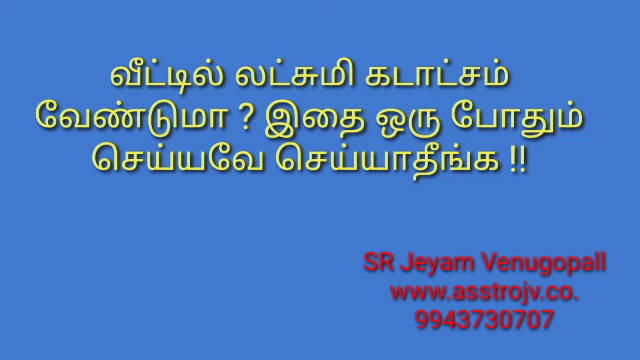 வீட்டில் லட்சுமி கடாட்சம்
வேண்டுமா ? இதை ஒரு போதும்
செய்யவே செய்யாதீங்க !!
SR Jeyam Venugopall
www.asstrojv.co.
9943730707